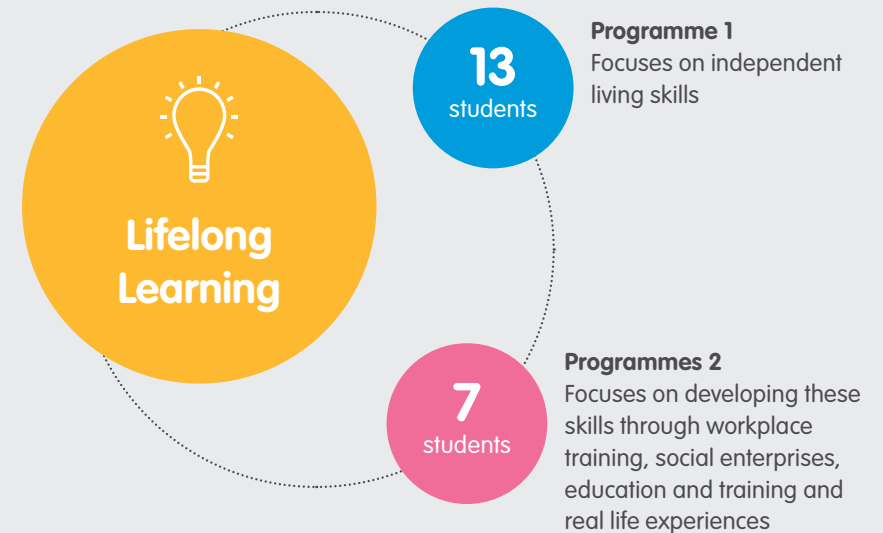 Lifelong
Learning
13
students
Programme 1
Focuses on independent
living skills
7
students
Programmes 2
Focuses on developing these
skills through workplace
training, social enterprises,
education and training and
real life experiences